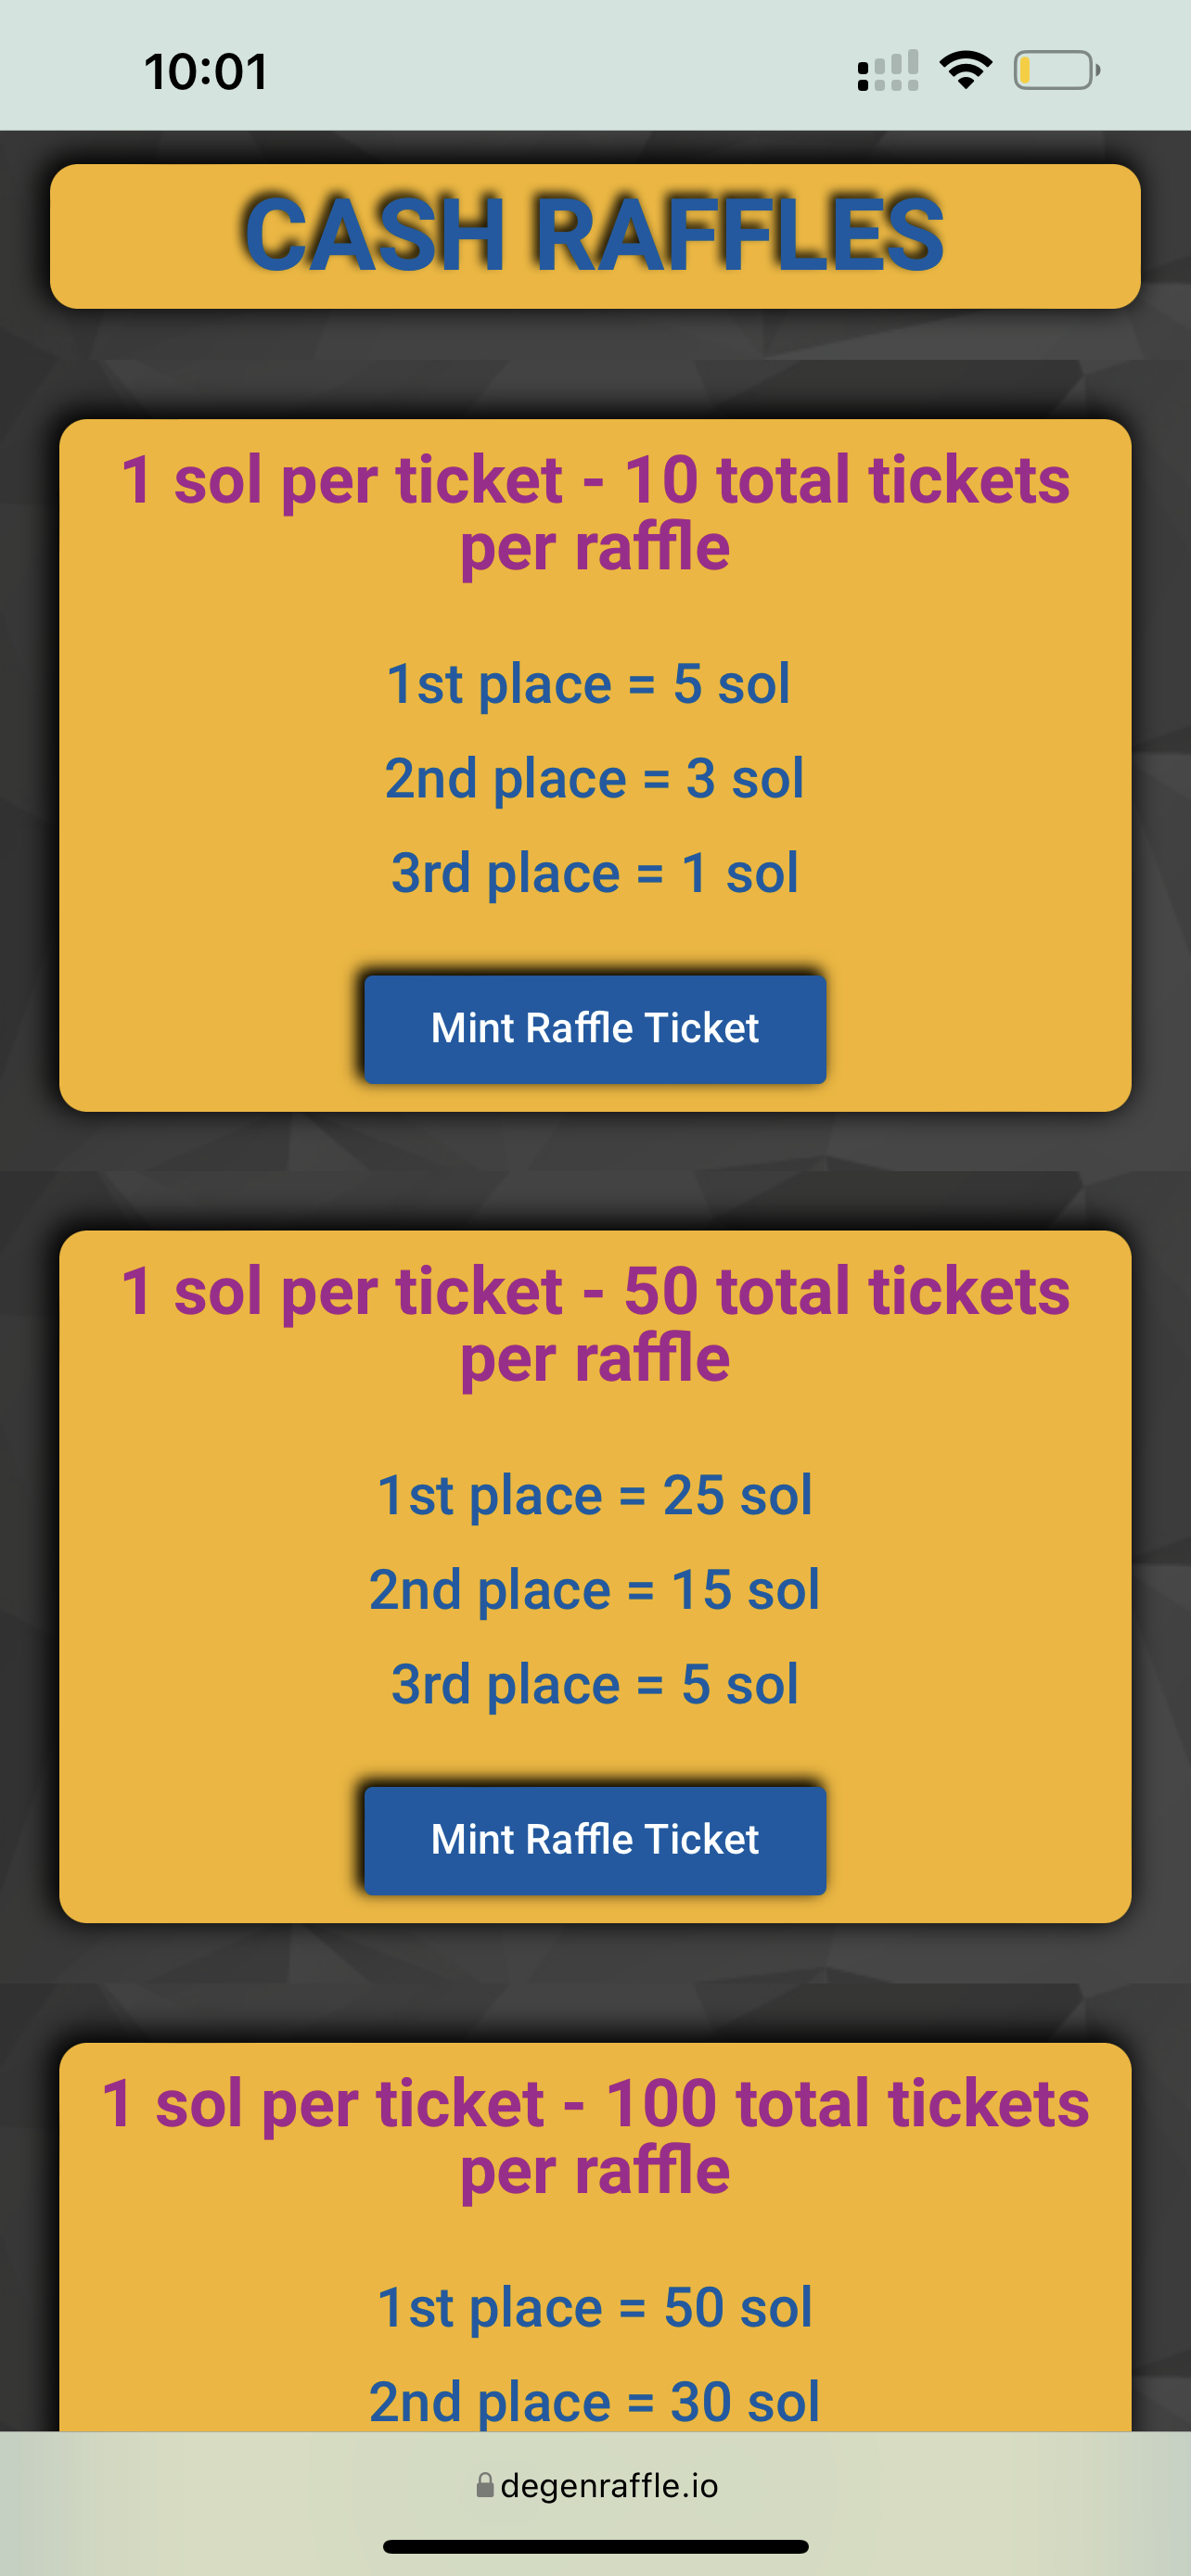 10:01
CASH RAFFLES
1 sol per ticket - 10 total tickets
per raffle
1st place = 5 sol
2nd place = 3 sol
3rd place = 1 sol
Mint Raffle Ticket
1 sol per ticket - 50 total tickets
per raffle
1st place = 25 sol
2nd place = 15 sol
3rd place = 5 sol
Mint Raffle Ticket
1 sol per ticket - 100 total tickets
per raffle
1st place = 50 sol
2nd place = 30 sol
degenraffle.io